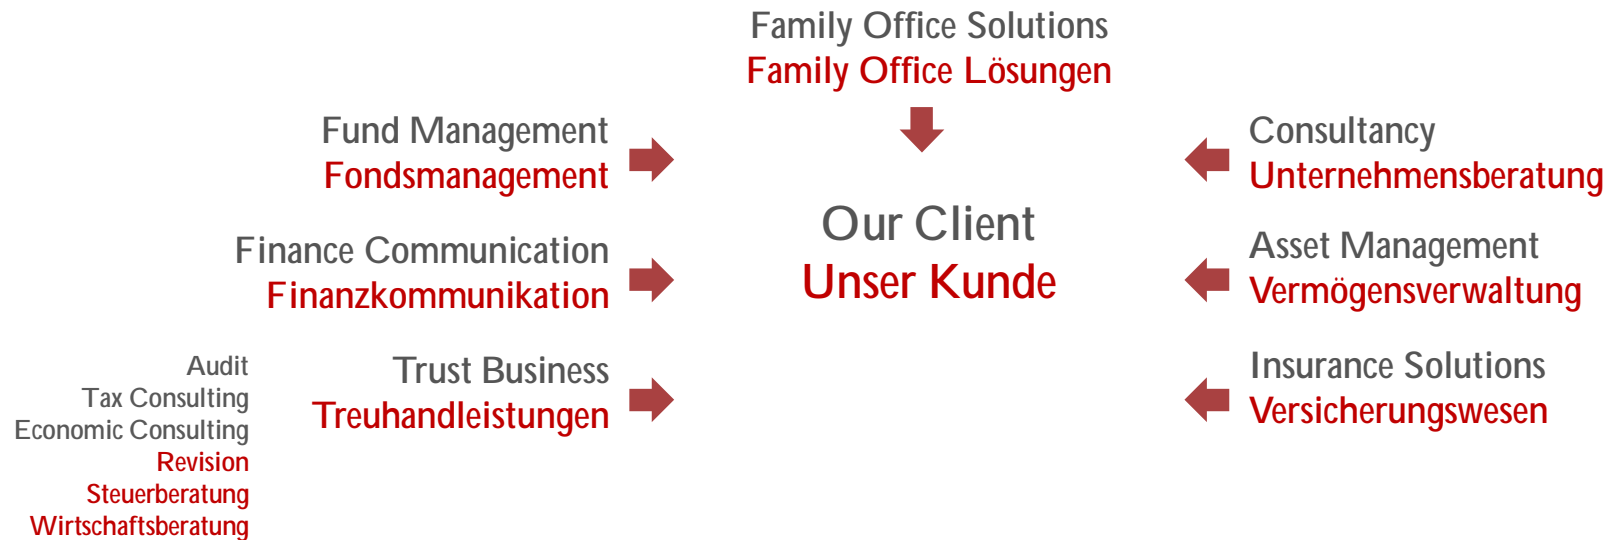 Family Office Solutions
Family Office Lösungen
Fund Management
Fondsmanagement
Consultancy
Unternehmensberatung
Our Client
Unser Kunde
Finance Communication
Finanzkommunikation
Asset Management
Vermögensverwaltung
Audit
Tax Consulting
Economic Consulting
Revision
Steuerberatung
Wirtschaftsberatung
Trust Business
Treuhandleistungen
Insurance Solutions
Versicherungswesen